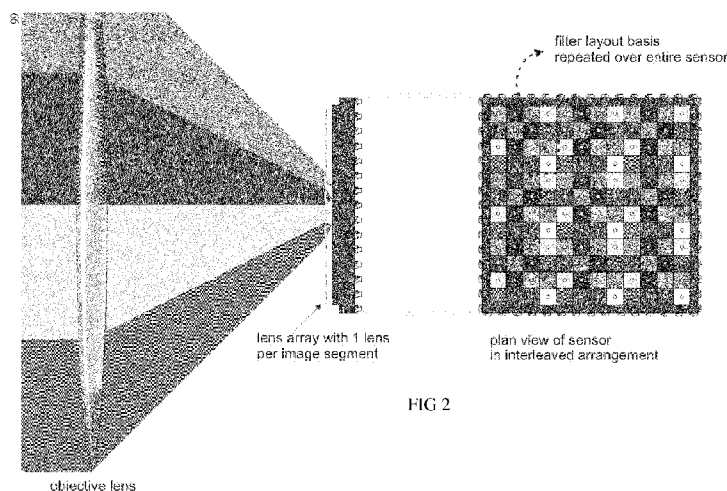 filter layout basis
repeated over entire sensor
lens array with 1 lens
per image segment
plan view of sensor
in interleaved arrangement
FIG 2
objective lens